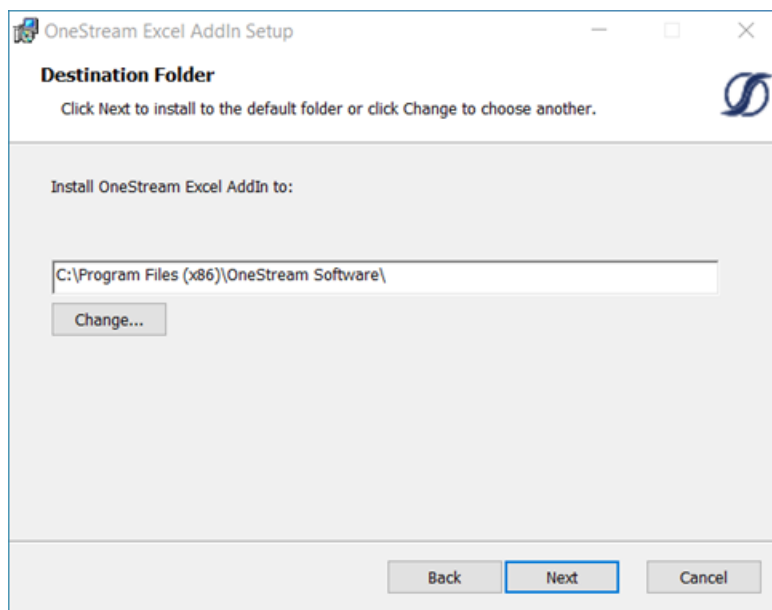 OneStream Excel AddIn Setup
Destination Folder
Click Next to install to the default folder or click Change to choose another.
Install OneStream Excel AddIn to:
C:\Program Files (x86)\OneStream Software\
Change...
Back Next Cancel